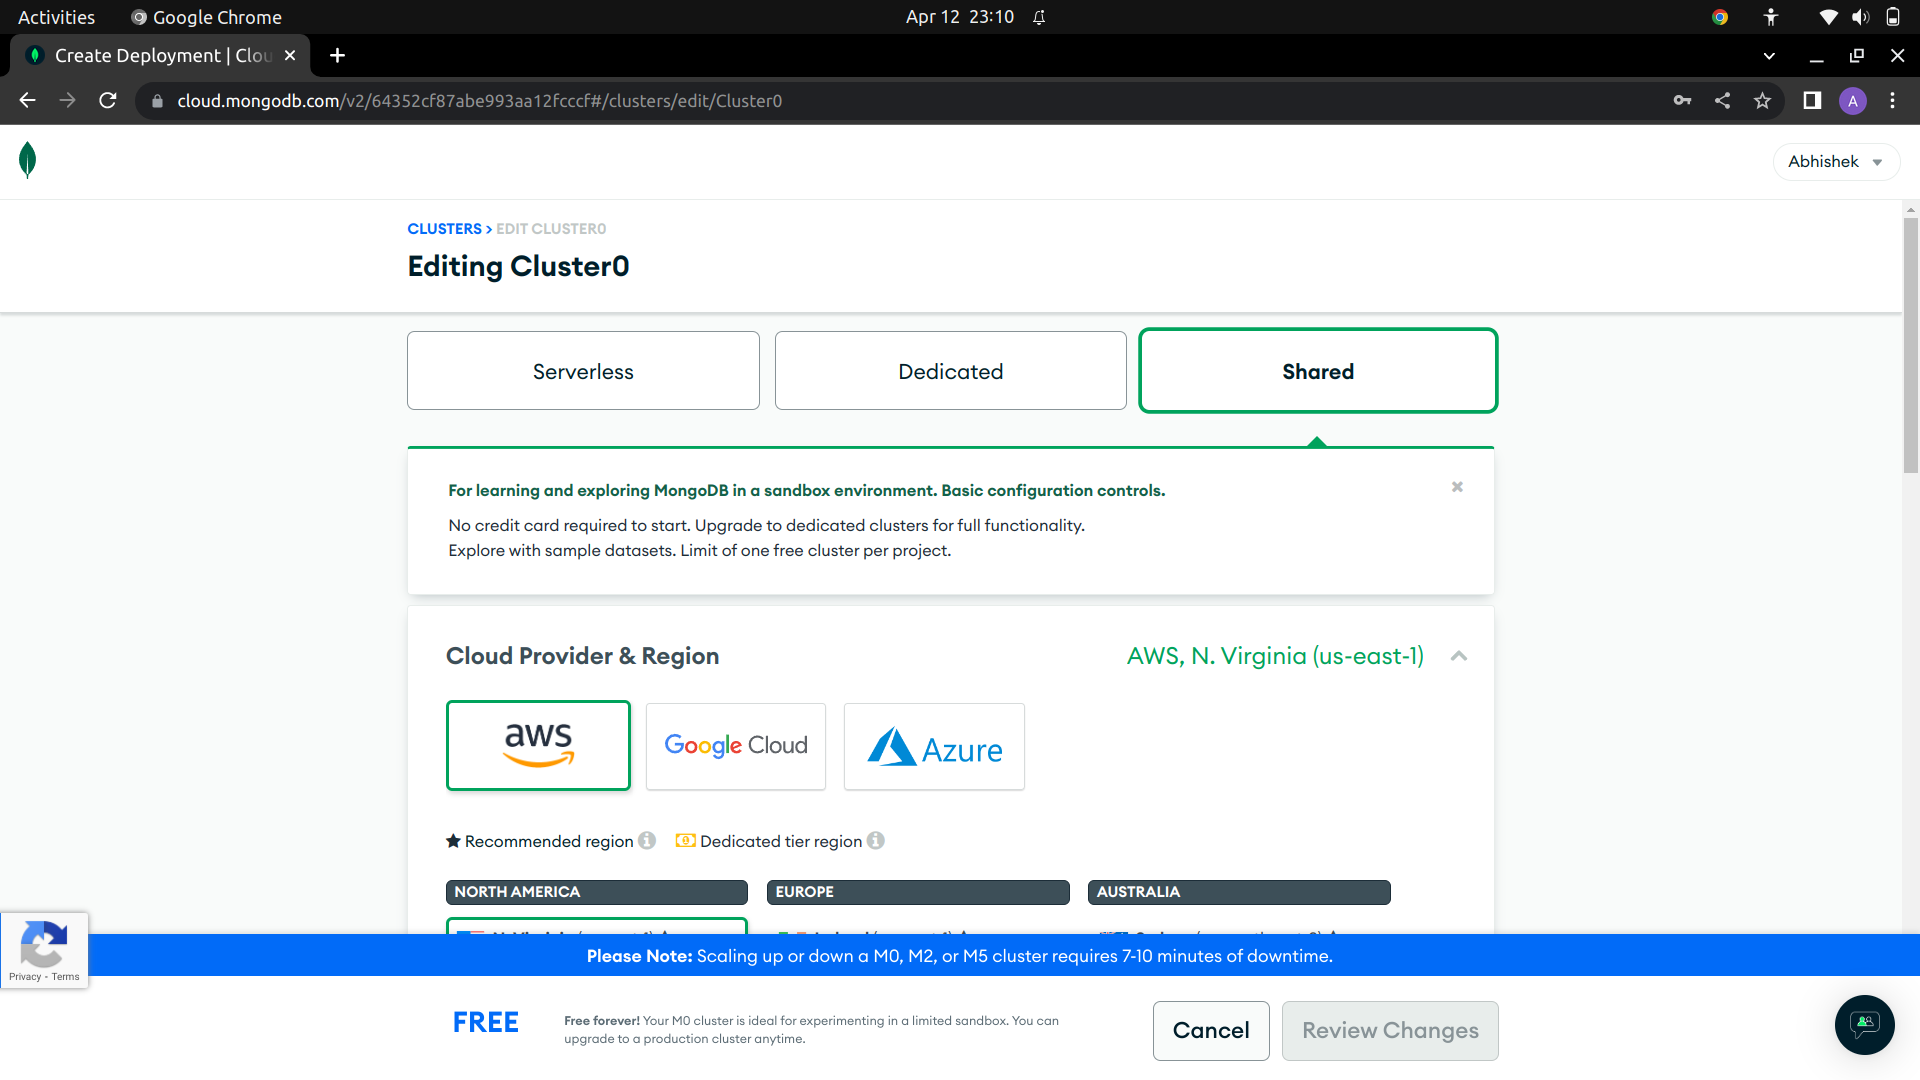 Activities
Google Chrome
Apr 12 23:10
Create Deployment | Clou
cloud.mongodb.com/v2/64352cf87abe993aa12fcccf#/clusters/edit/Cluster0
A
Abhishek
CLUSTERS > EDIT CLUSTER0
Editing Cluster0
Serverless
Dedicated
Shared
For learning and exploring MongoDB in a sandbox environment. Basic configuration controls.
No credit card required to start. Upgrade to dedicated clusters for full functionality.
Explore with sample datasets. Limit of one free cluster per project.
Cloud Provider & Region
AWS, N. Virginia (us-east-1)
aws
Google Cloud
Azure
Recommended region
Dedicated tier region
NORTH AMERICA
EUROPE
AUSTRALIA
Privacy - Terms
Please Note: Scaling up or down a M0, M2, or M5 cluster requires 7-10 minutes of downtime.
FREE
Free forever! Your M0 cluster is ideal for experimenting in a limited sandbox. You can
upgrade to a production cluster anytime.
Cancel
Review Changes